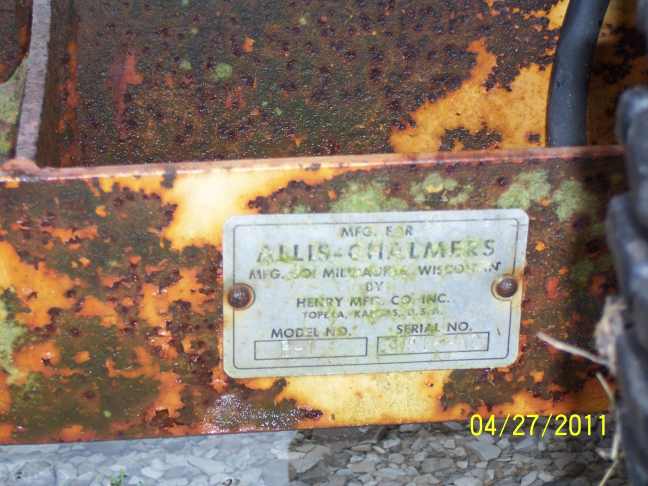 MFG. FOR
ALLIS-CHALMERS
MFG. CO. MILWAUKEE, WISCONSIN
BY
HENRY MFG. CO. INC.
TOPEKA, KANSAS, U.S.A.
MODEL NO. SERIAL NO.
04/27/2011